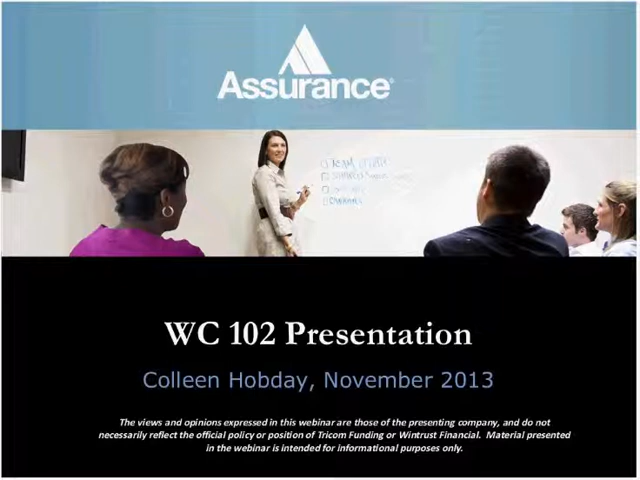 Assurance®
WC 102 Presentation
Colleen Hobday, November 2013
The views and opinions expressed in this webinar are those of the presenting company, and do not
necessarily reflect the official policy or position of Tricom Funding or Wintrust Financial. Material presented
in the webinar is intended for informational purposes only.